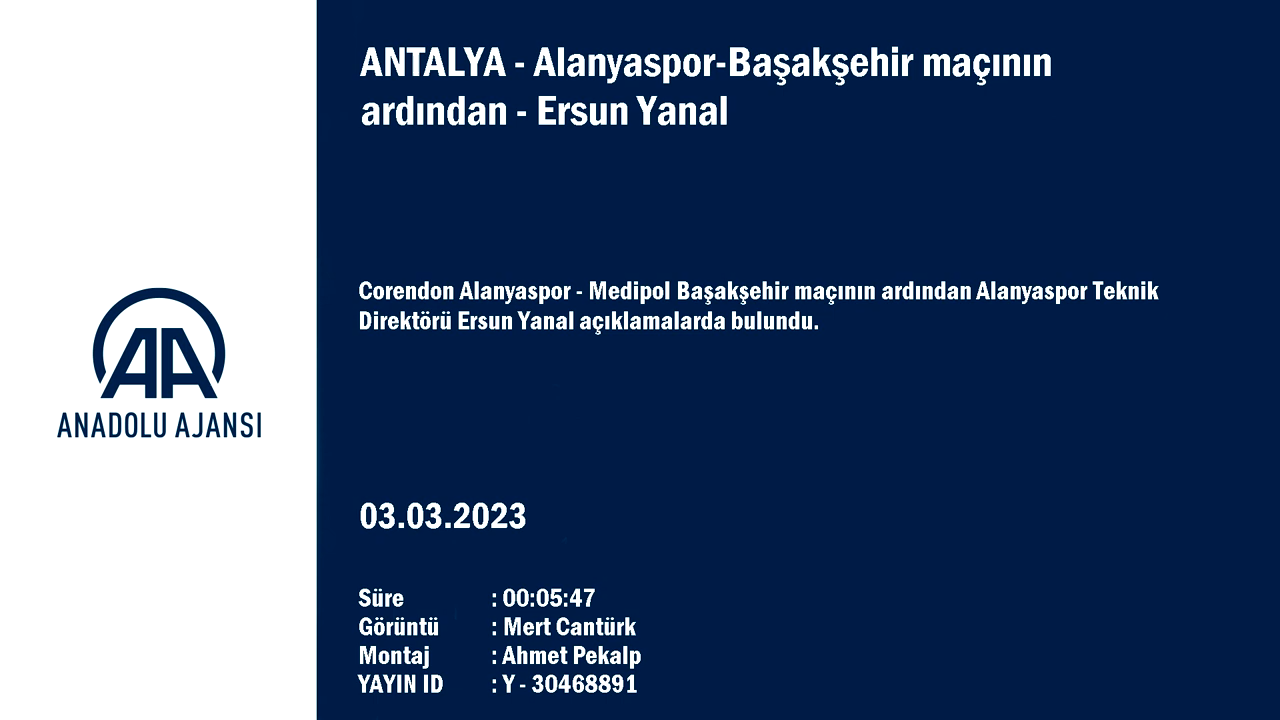 ANTALYA - Alanyaspor-Başakşehir maçının
ardından - Ersun Yanal
Corendon Alanyaspor - Medipol Başakşehir maçının ardından Alanyaspor Teknik
Direktörü Ersun Yanal açıklamalarda bulundu.
AA
ANADOLU AJANSI
03.03.2023
Süre : 00:05:47
Görüntü : Mert Cantürk
Montaj : Ahmet Pekalp
YAYIN ID : Y - 30468891